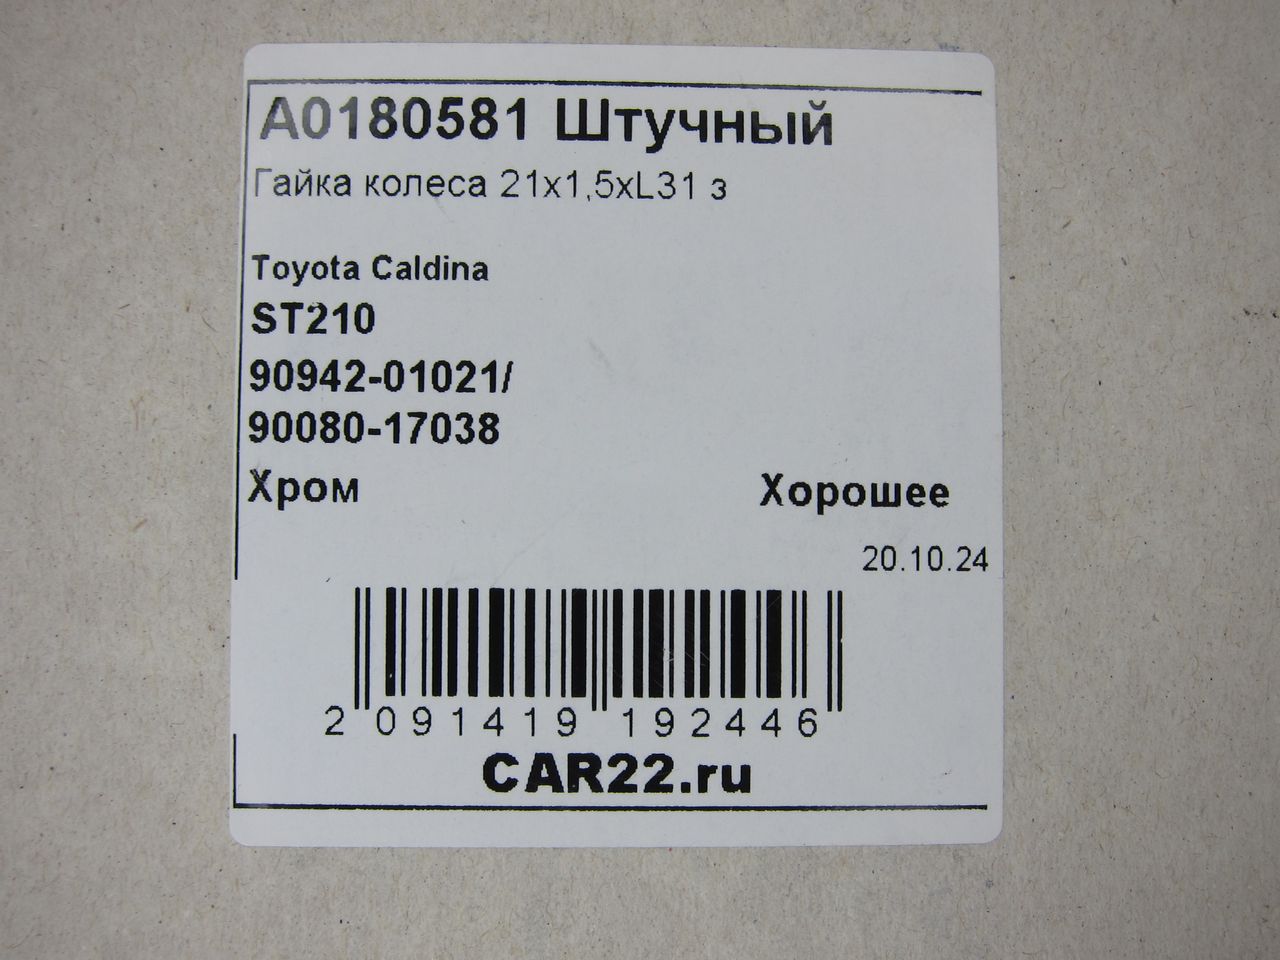 A0180581 Штучный
Гайка колеса 21x1,5xL31 з
Toyota Caldina
ST210
90942-01021/
90080-17038
Хром Хорошее
20.10.24
2 091419 192446
CAR22.ru